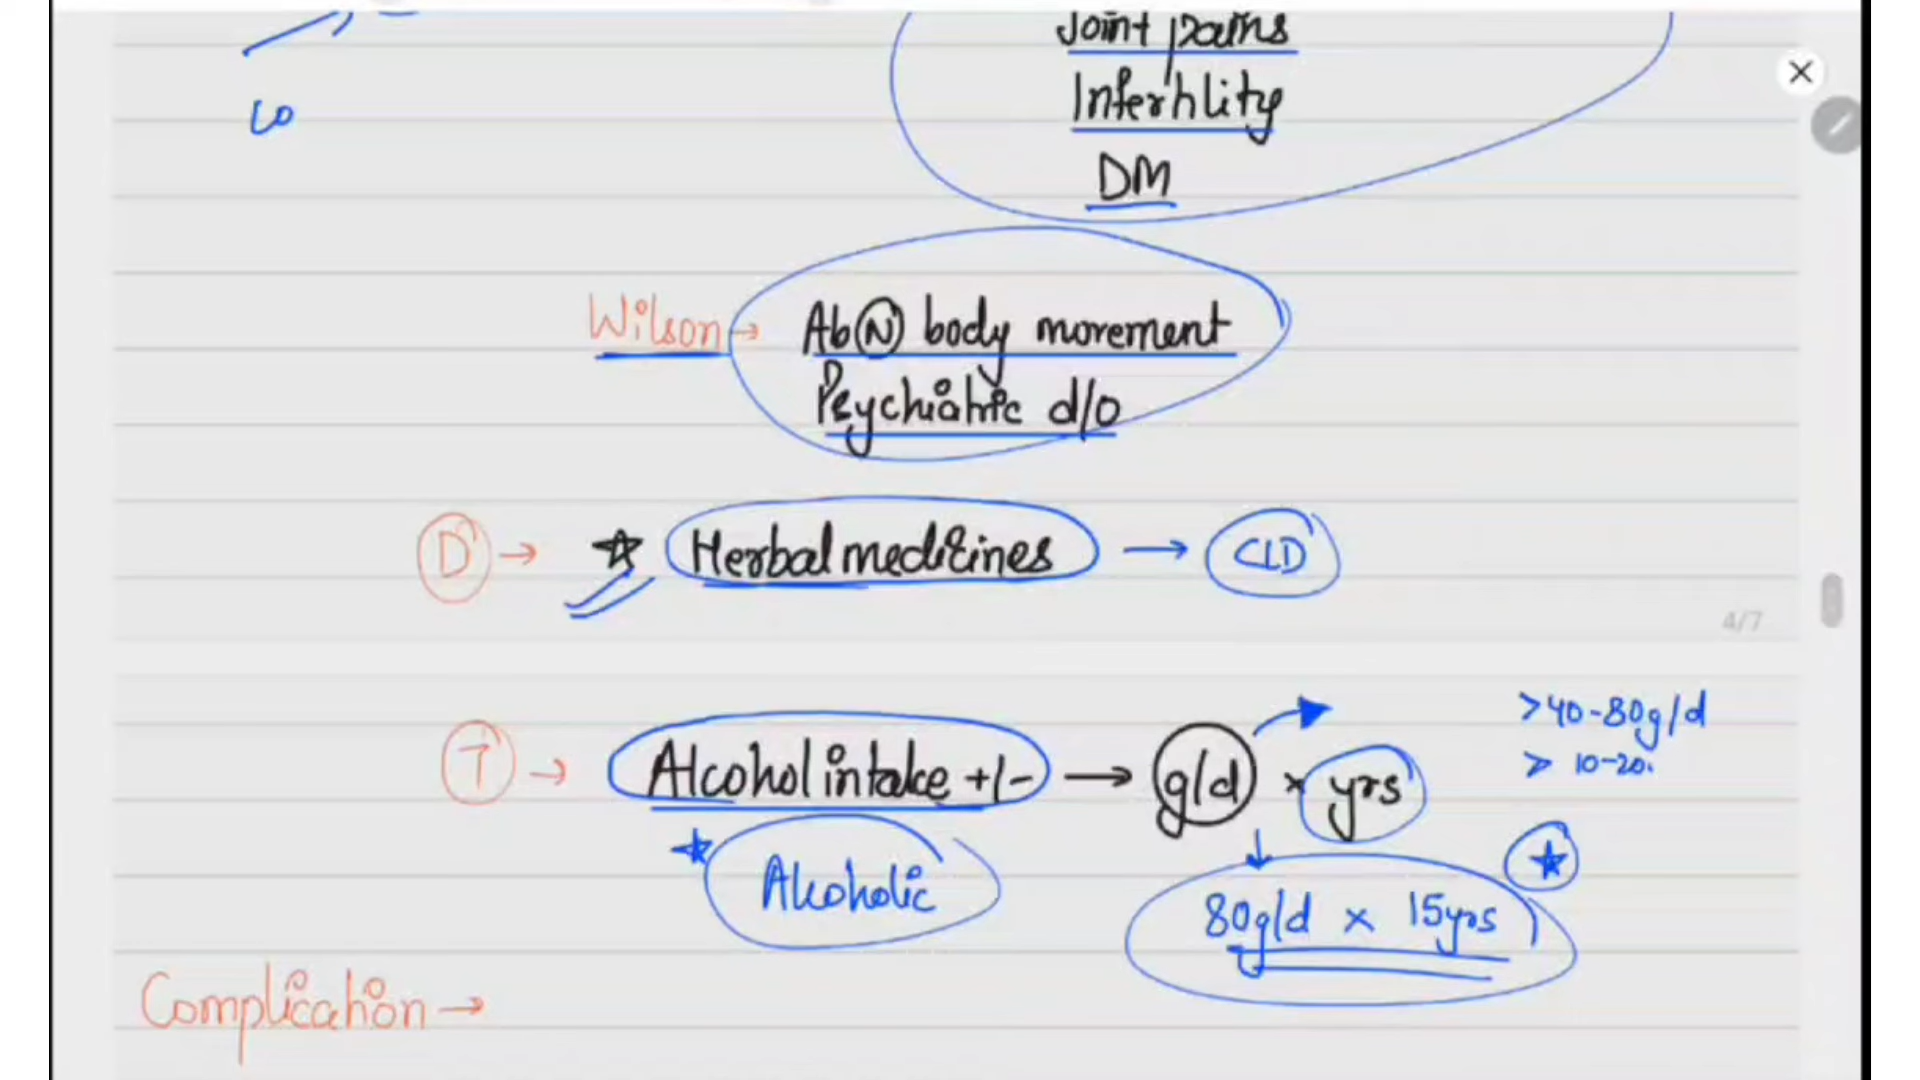 Joint pains
Infertility
co
DM
Wilson → Ab(N) body movement
Psychiatric d/o
D → ☆ Herbal medicines → CLD
4/7
>40-80g/d
T → Alcohol intake +/- → g/d × yrs
> 10-20.
★ Alcoholic
★
80g/d × 15yrs
Complication →